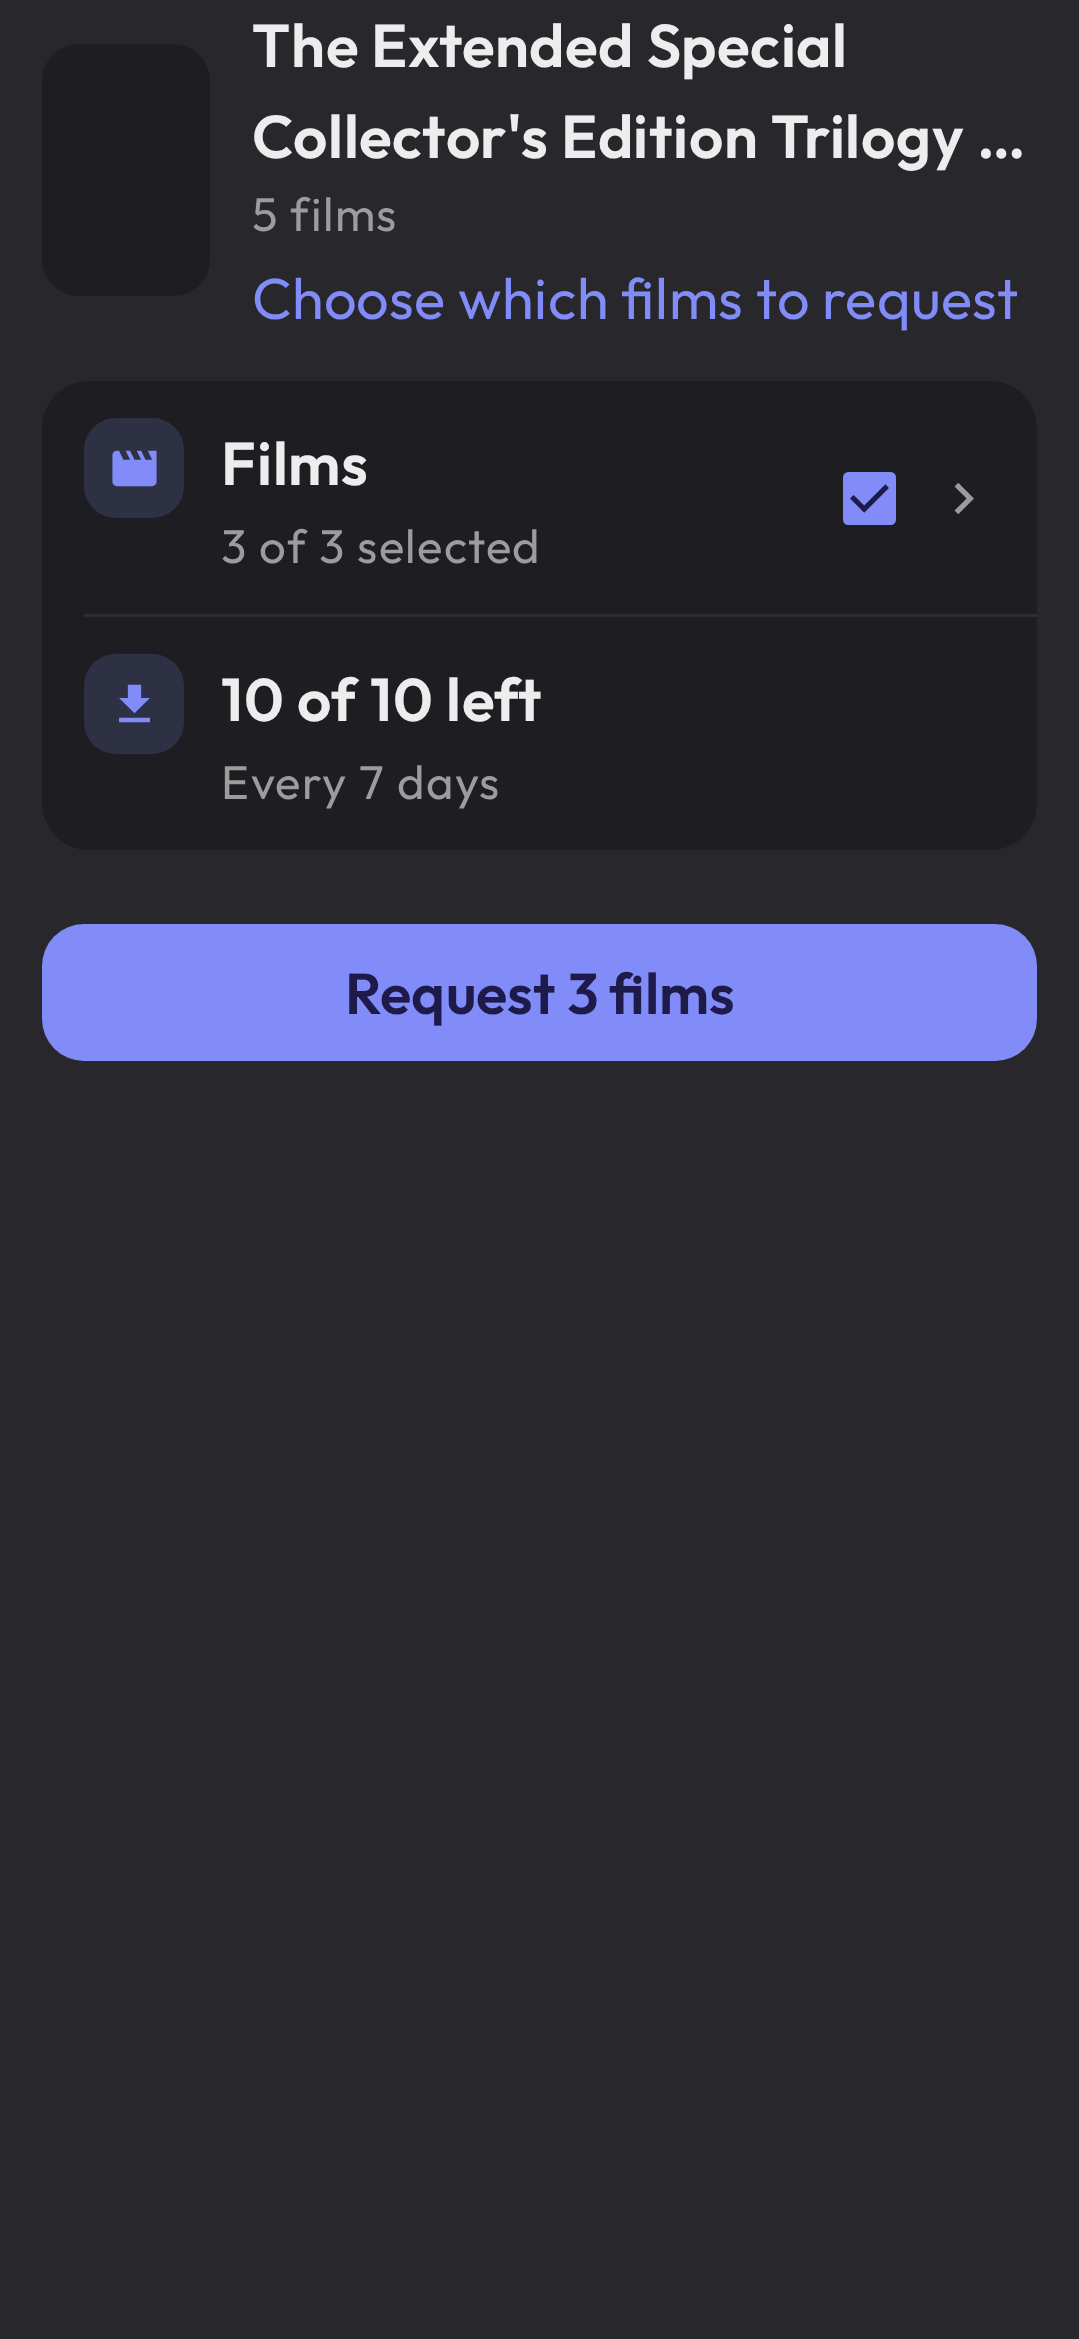 The Extended Special
Collector's Edition Trilogy ...
5 films
Choose which films to request
Films
3 of 3 selected
10 of 10 left
Every 7 days
Request 3 films